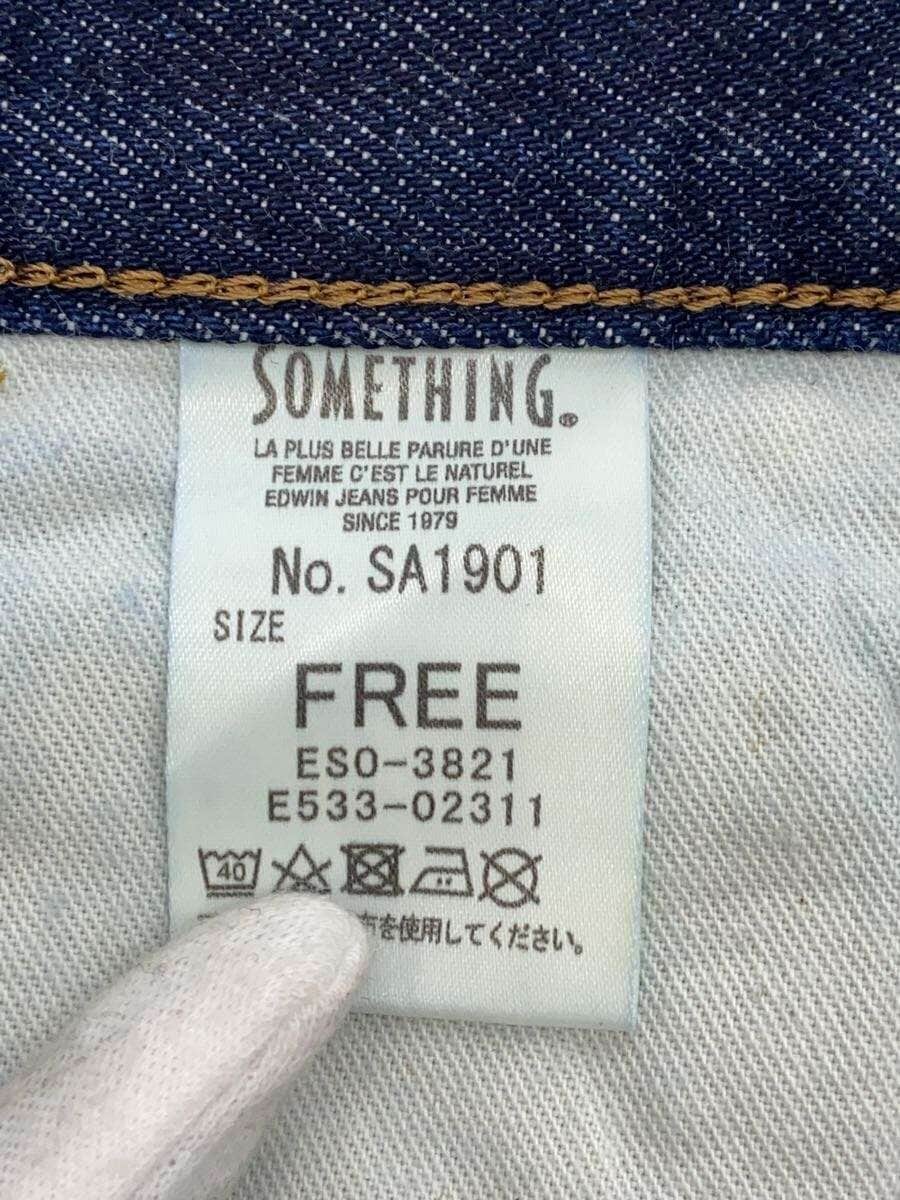 SOMETHING®
LA PLUS BELLE PARURE D'UNE
FEMME C'EST LE NATUREL
EDWIN JEANS POUR FEMME
SINCE 1979
No. SA1901
SIZE
FREE
ESO-3821
E533-02311
40
布を使用してください。